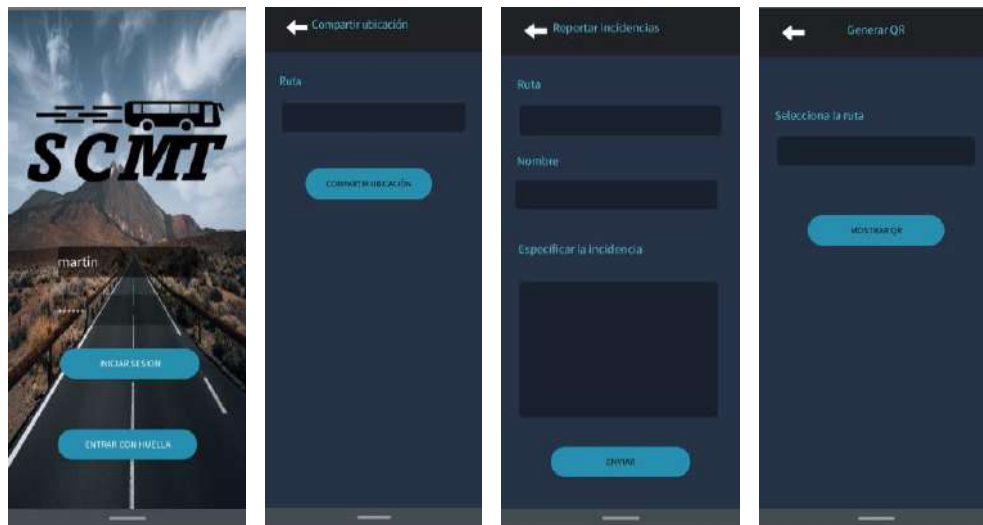 SCMT
martin
••••••
INICIAR SESION
ENTRAR CON HUELLA
Compartir ubicación
Ruta
COMPARTIR UBICACIÓN
Reportar Incidencias
Ruta
Nombre
Especificar la incidencia
ENVIAR
Generar QR
Selecciona la ruta
MOSTRAR QR